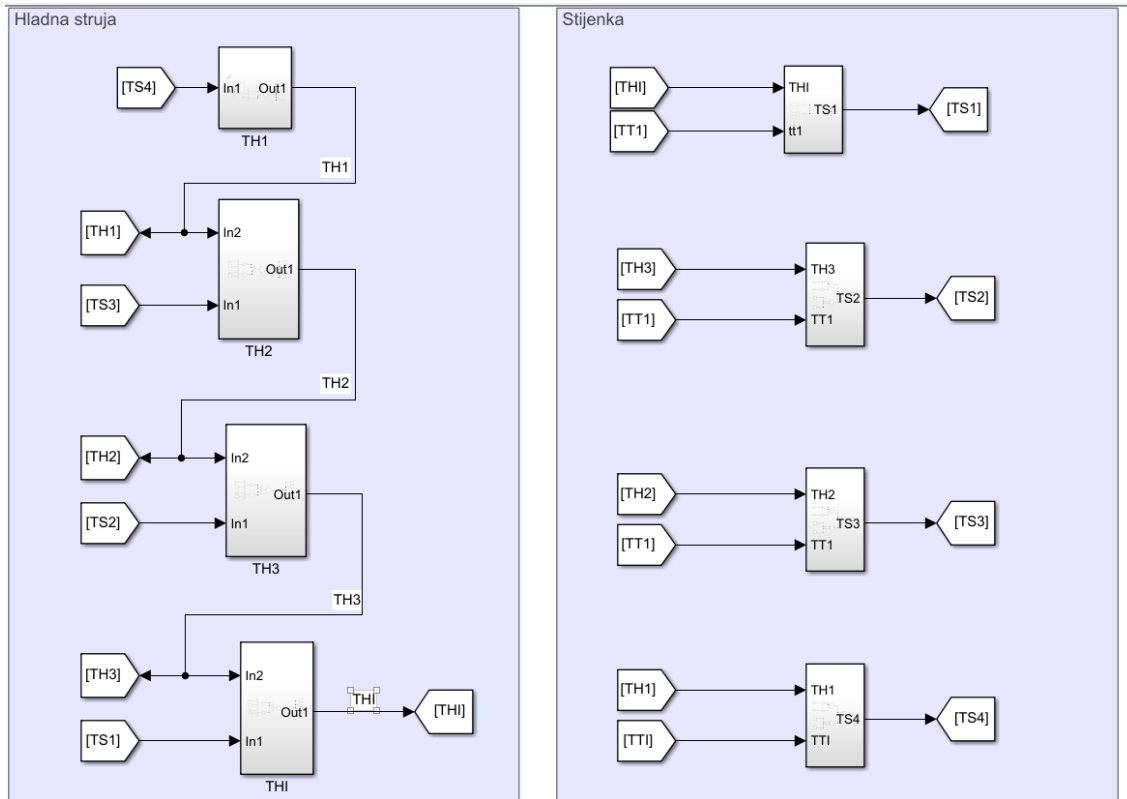 Hladna struja
[TS4]
In1
Out1
TH1
TH1
[TH1]
In2
Out1
[TS3]
In1
TH2
TH2
[TH2]
In2
Out1
[TS2]
In1
TH3
TH3
[TH3]
In2
THI
Out1
[THI]
[TS1]
In1
THI
Stijenka
[THI]
THI
TS1
[TS1]
[TT1]
tt1
[TH3]
TH3
TS2
[TS2]
[TT1]
TT1
[TH2]
TH2
TS3
[TS3]
[TT1]
TT1
[TH1]
TH1
TS4
[TS4]
[TTI]
TTI